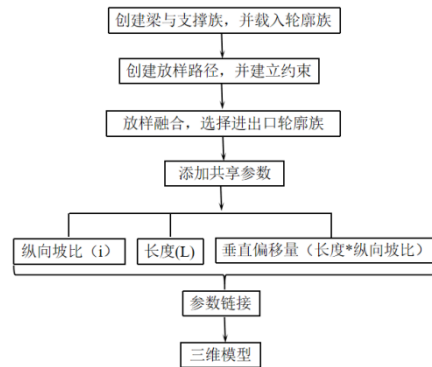 创建梁与支撑族，并载入轮廓族
创建放样路径，并建立约束
放样融合，选择进出口轮廓族
添加共享参数
纵向坡比（i）
长度(L)
垂直偏移量（长度*纵向坡比）
参数链接
三维模型